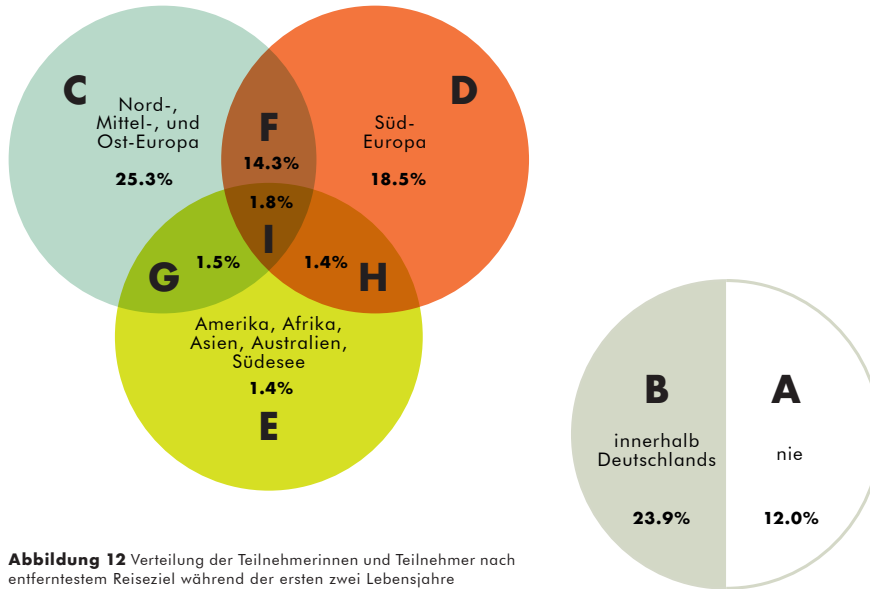 C
Nord-,
Mittel-, und
Ost-Europa
25.3%
F
14.3%
D
Süd-
Europa
18.5%
1.8%
I
G
1.5%
1.4%
H
Amerika, Afrika,
Asien, Australien,
Südesee
1.4%
E
B
innerhalb
Deutschlands
23.9%
A
nie
12.0%
Abbildung 12 Verteilung der Teilnehmerinnen und Teilnehmer nach
entferntestem Reiseziel während der ersten zwei Lebensjahre